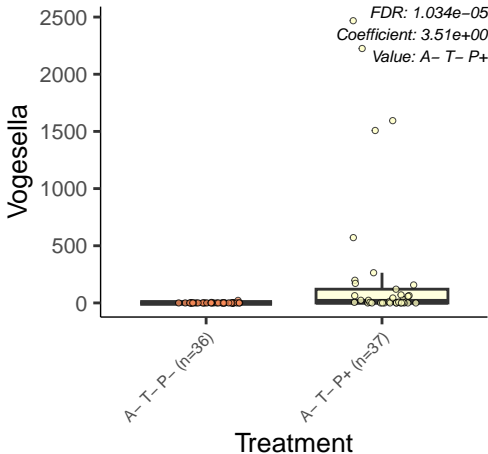 FDR: 1.034e−05
Coefficient: 3.51e+00
Value: A− T− P+
2500
2000
1500
1000
500
0
Vogesella
A− T− P− (n=36)
A− T− P+ (n=37)
Treatment